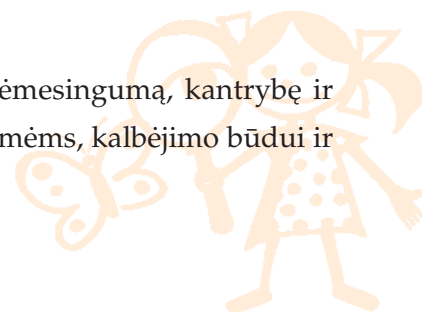 ėmesingumą, kantrybę ir
mėms, kalbėjimo būdui ir